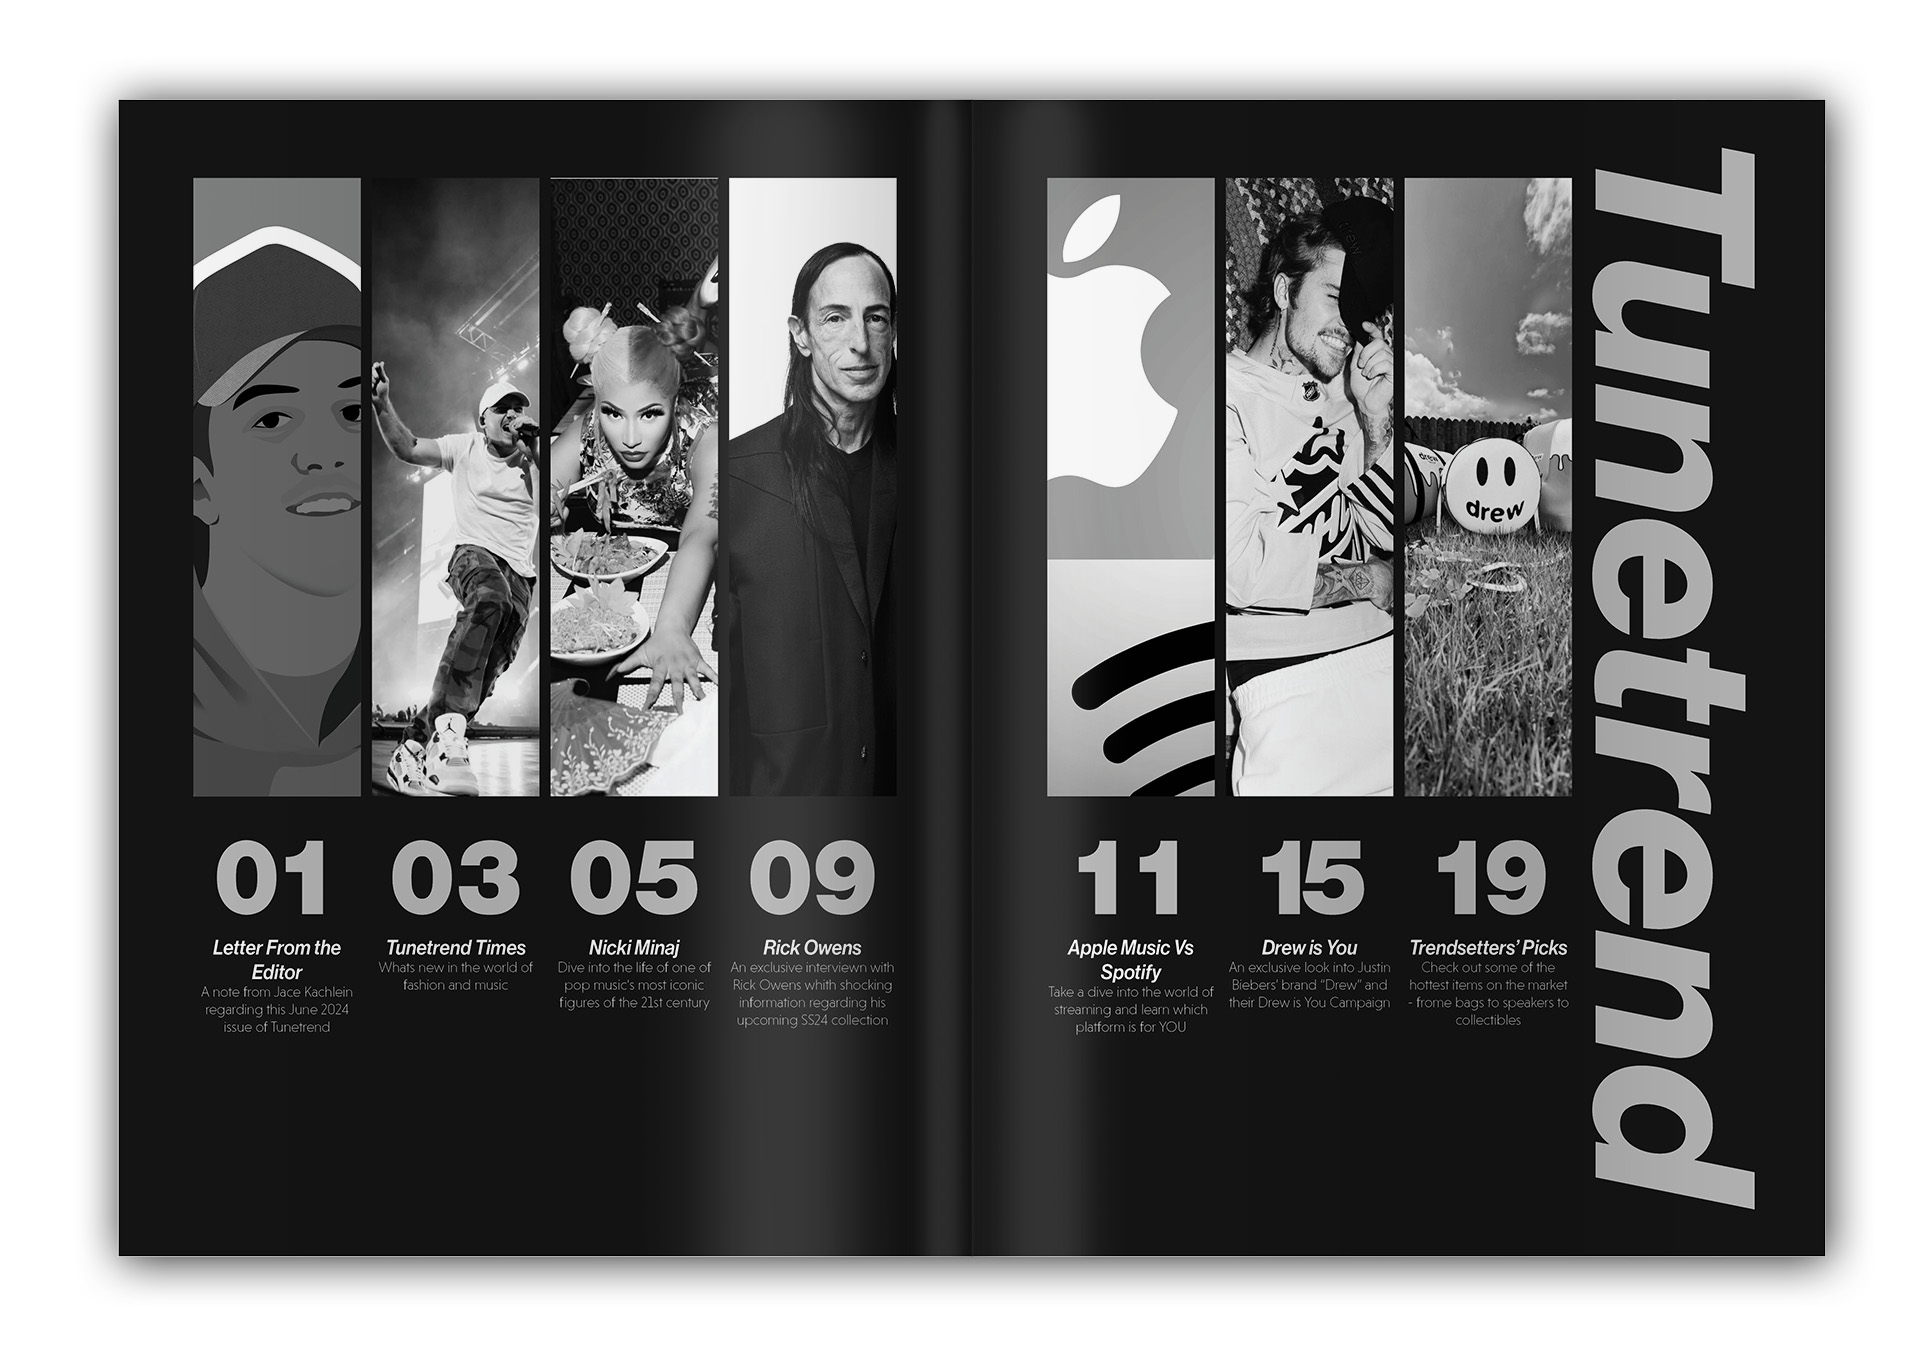 01
Letter From the
Editor
A note from Jace Kachlein
regarding this June 2024
issue of Tunetrend
03
Tunetrend Times
Whats new in the world of
fashion and music
05
Nicki Minaj
Dive into the life of one of
pop music's most iconic
figures of the 21st century
09
Rick Owens
An exclusive interviewn with
Rick Owens whith shocking
information regarding his
upcoming SS24 collection
11
Apple Music Vs
Spotify
Take a dive into the world of
streaming and learn which
platform is for YOU
15
Drew is You
An exclusive look into Justin
Biebers' brand “Drew” and
their Drew is You Campaign
drew
19
Trendsetters’ Picks
Check out some of the
hottest items on the market
- frome bags to speakers to
collectibles
Tunetrend